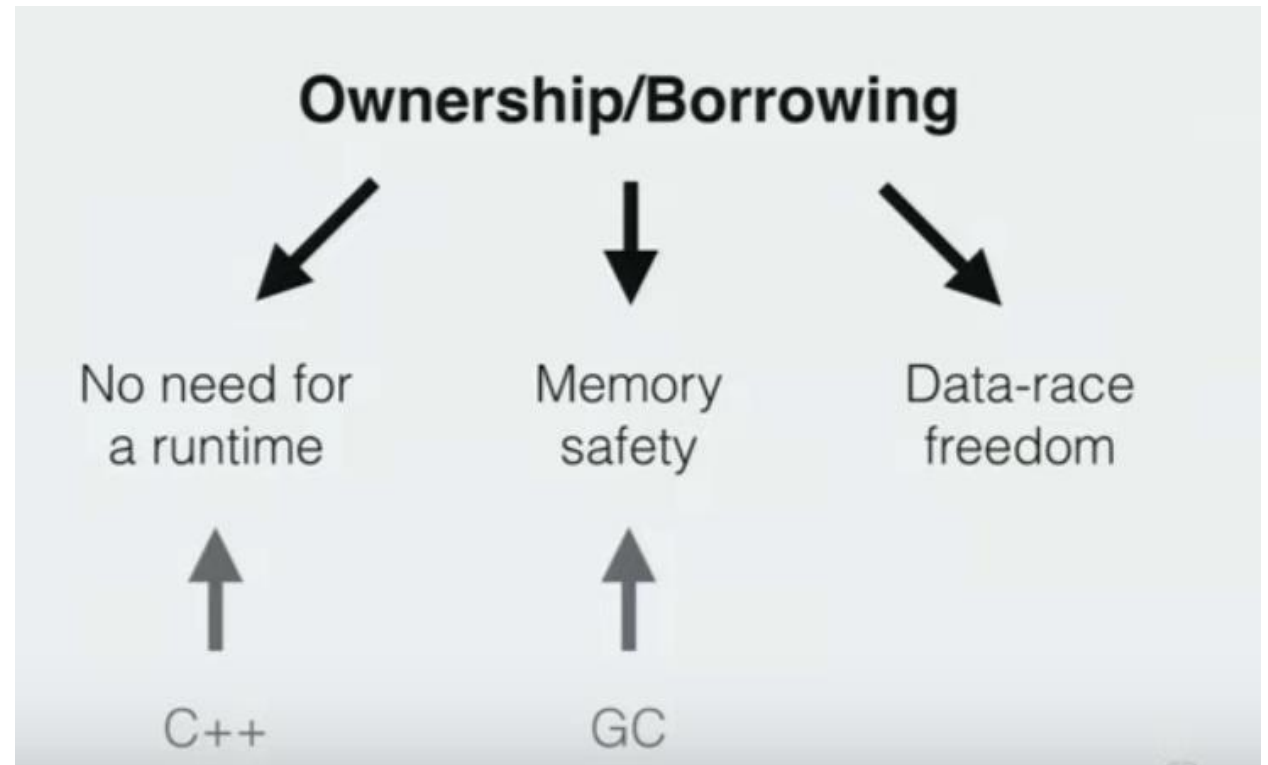 Ownership/Borrowing
No need for
a runtime
Memory
safety
Data-race
freedom
C++
GC